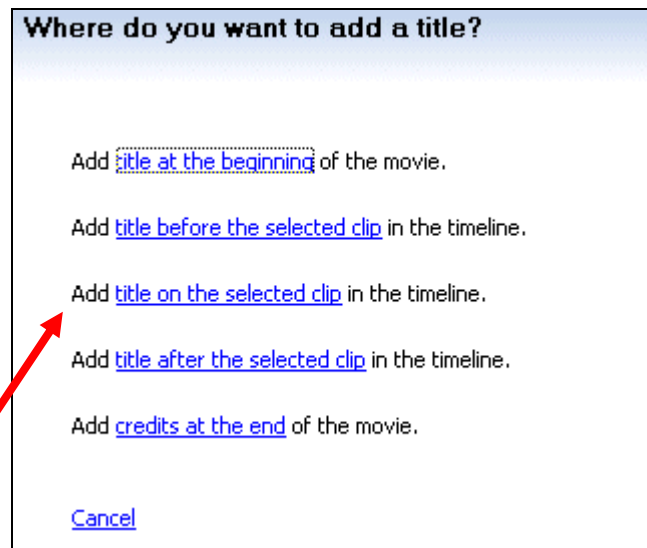 Where do you want to add a title?
Add title at the beginning of the movie.
Add title before the selected clip in the timeline.
Add title on the selected clip in the timeline.
Add title after the selected clip in the timeline.
Add credits at the end of the movie.
Cancel